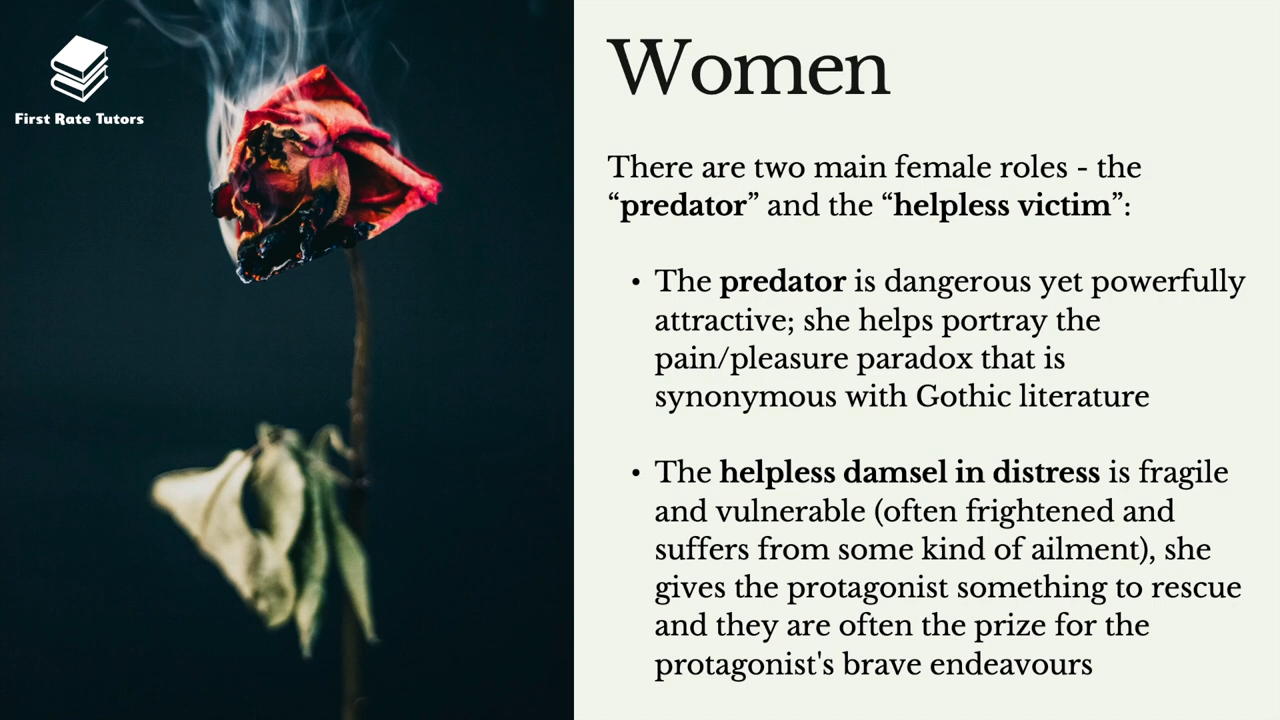 First Rate Tutors
Women
There are two main female roles - the
“predator” and the “helpless victim”:
• The predator is dangerous yet powerfully
attractive; she helps portray the
pain/pleasure paradox that is
synonymous with Gothic literature
• The helpless damsel in distress is fragile
and vulnerable (often frightened and
suffers from some kind of ailment), she
gives the protagonist something to rescue
and they are often the prize for the
protagonist's brave endeavours